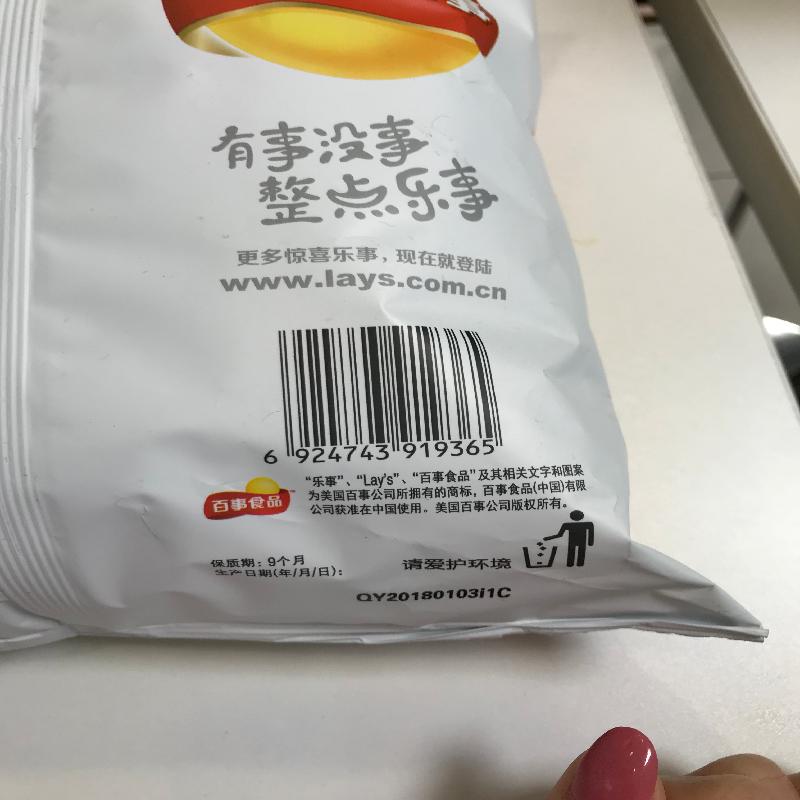 有事没事
整点乐事
更多惊喜乐事，现在就登陆
www.lays.com.cn
6 924743 919365
“乐事”、“Lay's”、“百事食品”及其相关文字和图案
为美国百事公司所拥有的商标，百事食品(中国)有限
公司获准在中国使用。美国百事公司版权所有。
百事食品
保质期：9个月
生产日期(年/月/日)：
请爱护环境
QY20180103i1C